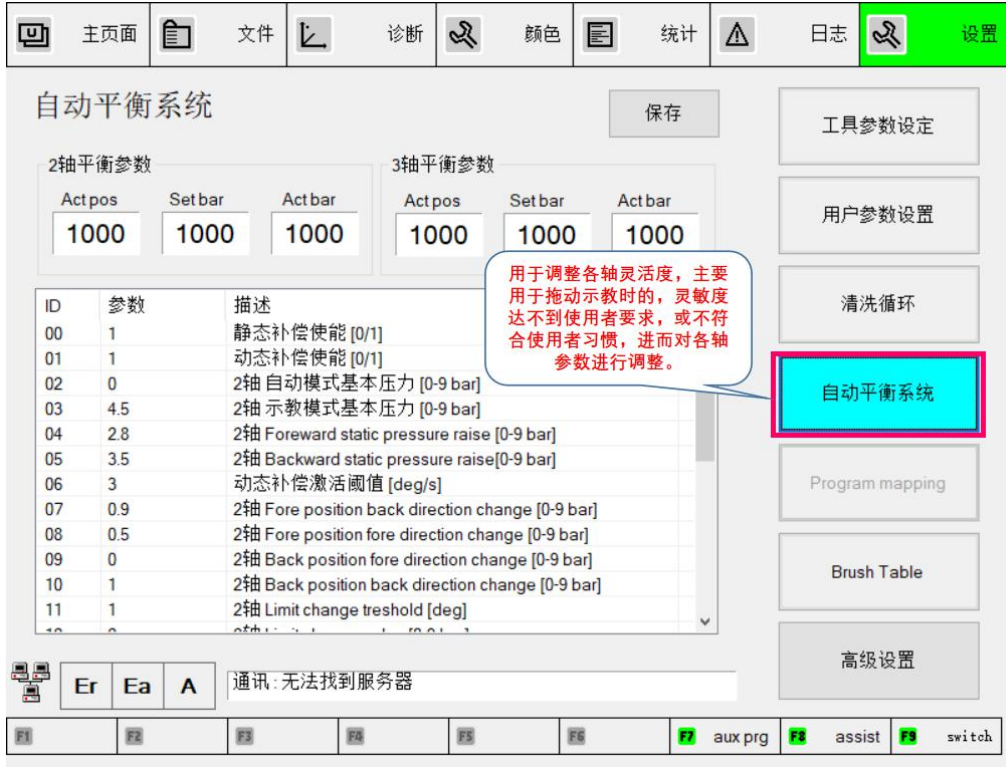 主页面 文件 诊断 颜色 统计 日志 设置
自动平衡系统
保存
2轴平衡参数
Act pos Set bar Act bar
1000 1000 1000
3轴平衡参数
Act pos Set bar Act bar
1000 1000 1000
用于调整各轴灵活度，主要
用于拖动示教时的，灵敏度
达不到使用者要求，或不符
合使用者习惯，进而对各轴
参数进行调整。
ID 参数 描述
00 1 静态补偿使能 [0/1]
01 1 动态补偿使能 [0/1]
02 0 2轴 自动模式基本压力 [0-9 bar]
03 4.5 2轴 示教模式基本压力 [0-9 bar]
04 2.8 2轴 Foreward static pressure raise [0-9 bar]
05 3.5 2轴 Backward static pressure raise[0-9 bar]
06 3 动态补偿激活阈值 [deg/s]
07 0.9 2轴 Fore position back direction change [0-9 bar]
08 0.5 2轴 Fore position fore direction change [0-9 bar]
09 0 2轴 Back position fore direction change [0-9 bar]
10 1 2轴 Back position back direction change [0-9 bar]
11 1 2轴 Limit change treshold [deg]
工具参数设定
用户参数设置
清洗循环
自动平衡系统
Program mapping
Brush Table
高级设置
Er Ea A 通讯:无法找到服务器
F1 F2 F3 F4 F5 F6 F7 aux prg F8 assist F9 switch